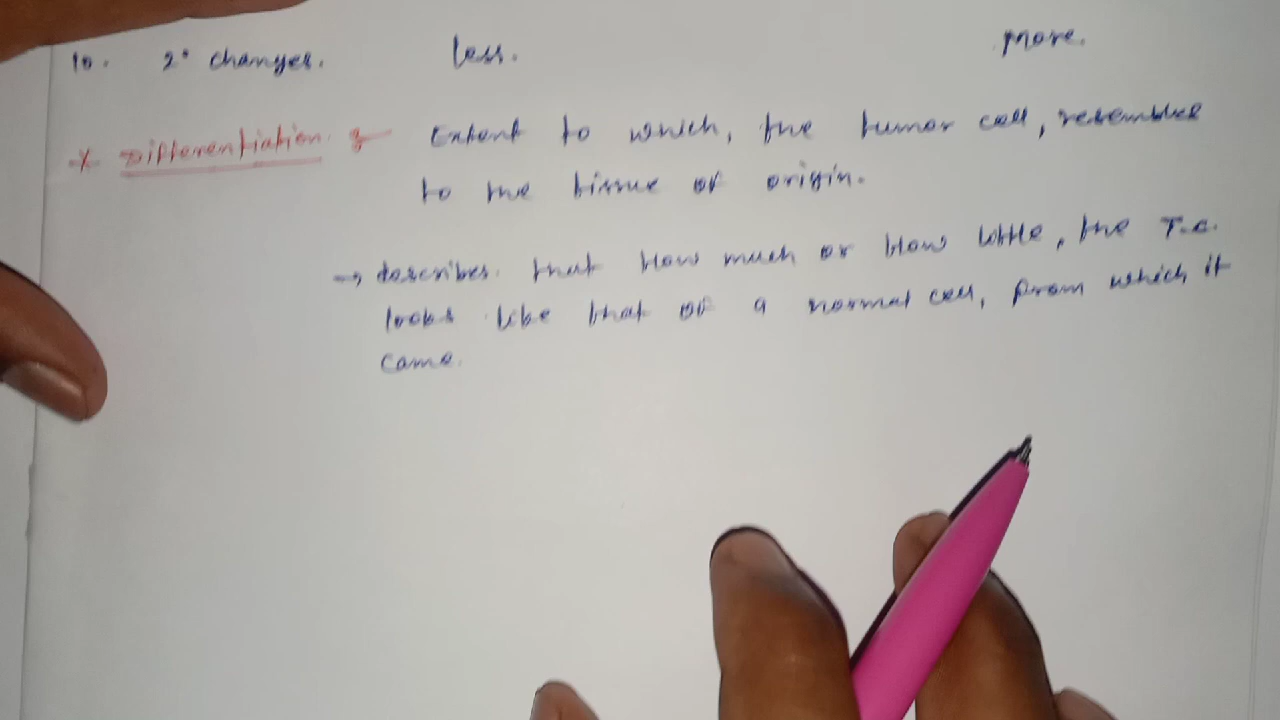 10. 2° changes. less. more.
* Differentiation :- Extent to which, the tumor cell, resembles
to the tissue of origin.
→ describes that How much or How little, the T.C.
looks like that of a normal cell, from which it
came.